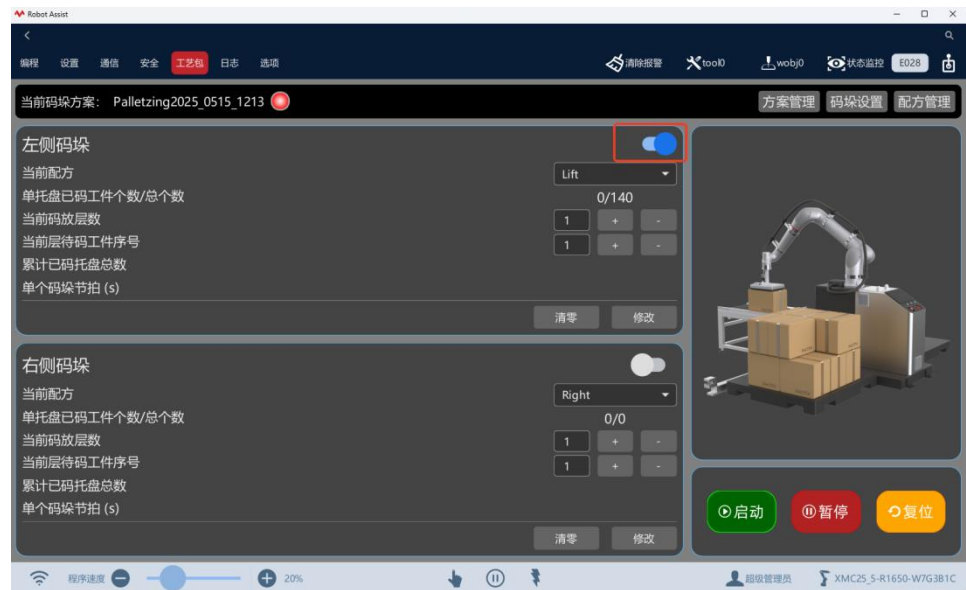 Robot Assist
编程 设置 通信 安全 工艺包 日志 选项 清除报警 tool0 wobj0 状态监控 E028
当前码垛方案: Palletzing2025_0515_1213 方案管理 码垛设置 配方管理
左侧码垛
当前配方 Lift
单托盘已码工件个数/总个数 0/140
当前码放层数 1 + -
当前层待码工件序号 1 + -
累计已码托盘总数
单个码垛节拍 (s)
清零 修改
右侧码垛
当前配方 Right
单托盘已码工件个数/总个数 0/0
当前码放层数 1 + -
当前层待码工件序号 1 + -
累计已码托盘总数
单个码垛节拍 (s)
清零 修改
启动 暂停 复位
程序速度 20% 超级管理员 XMC25_5-R1650-W7G3B1C